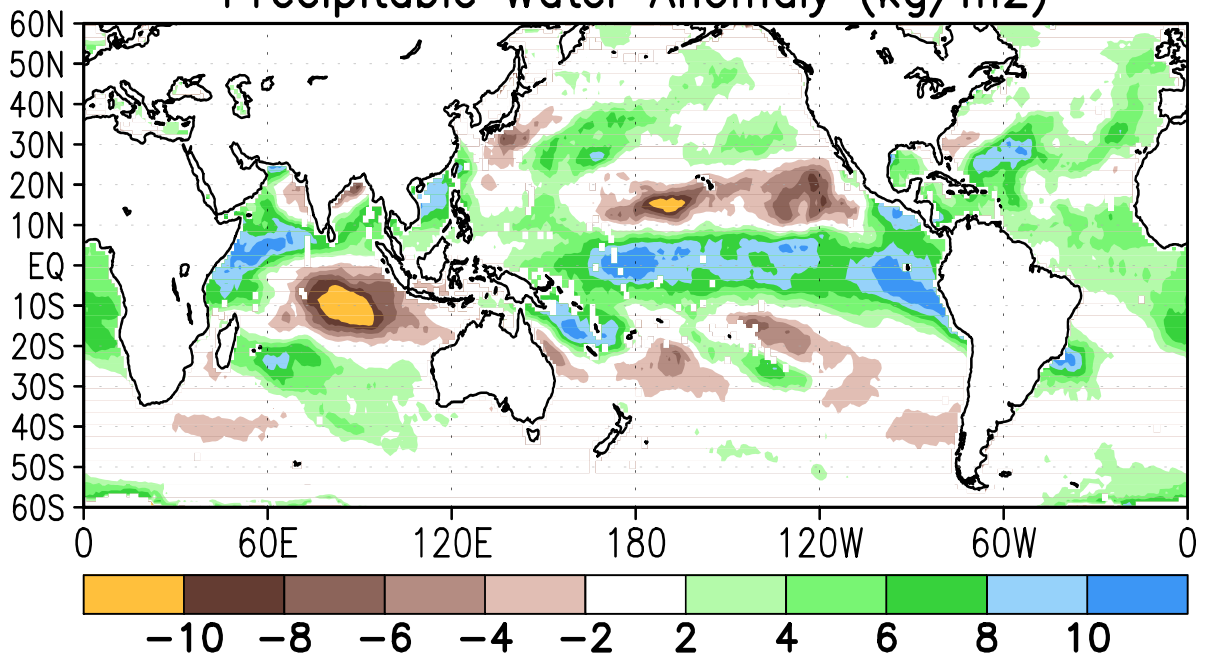 Precipitable Water Anomaly (kg/m2)
60N
50N
40N
30N
20N
10N
EQ
10S
20S
30S
40S
50S
60S
0 60E 120E 180 120W 60W 0
−10 −8 −6 −4 −2 2 4 6 8 10